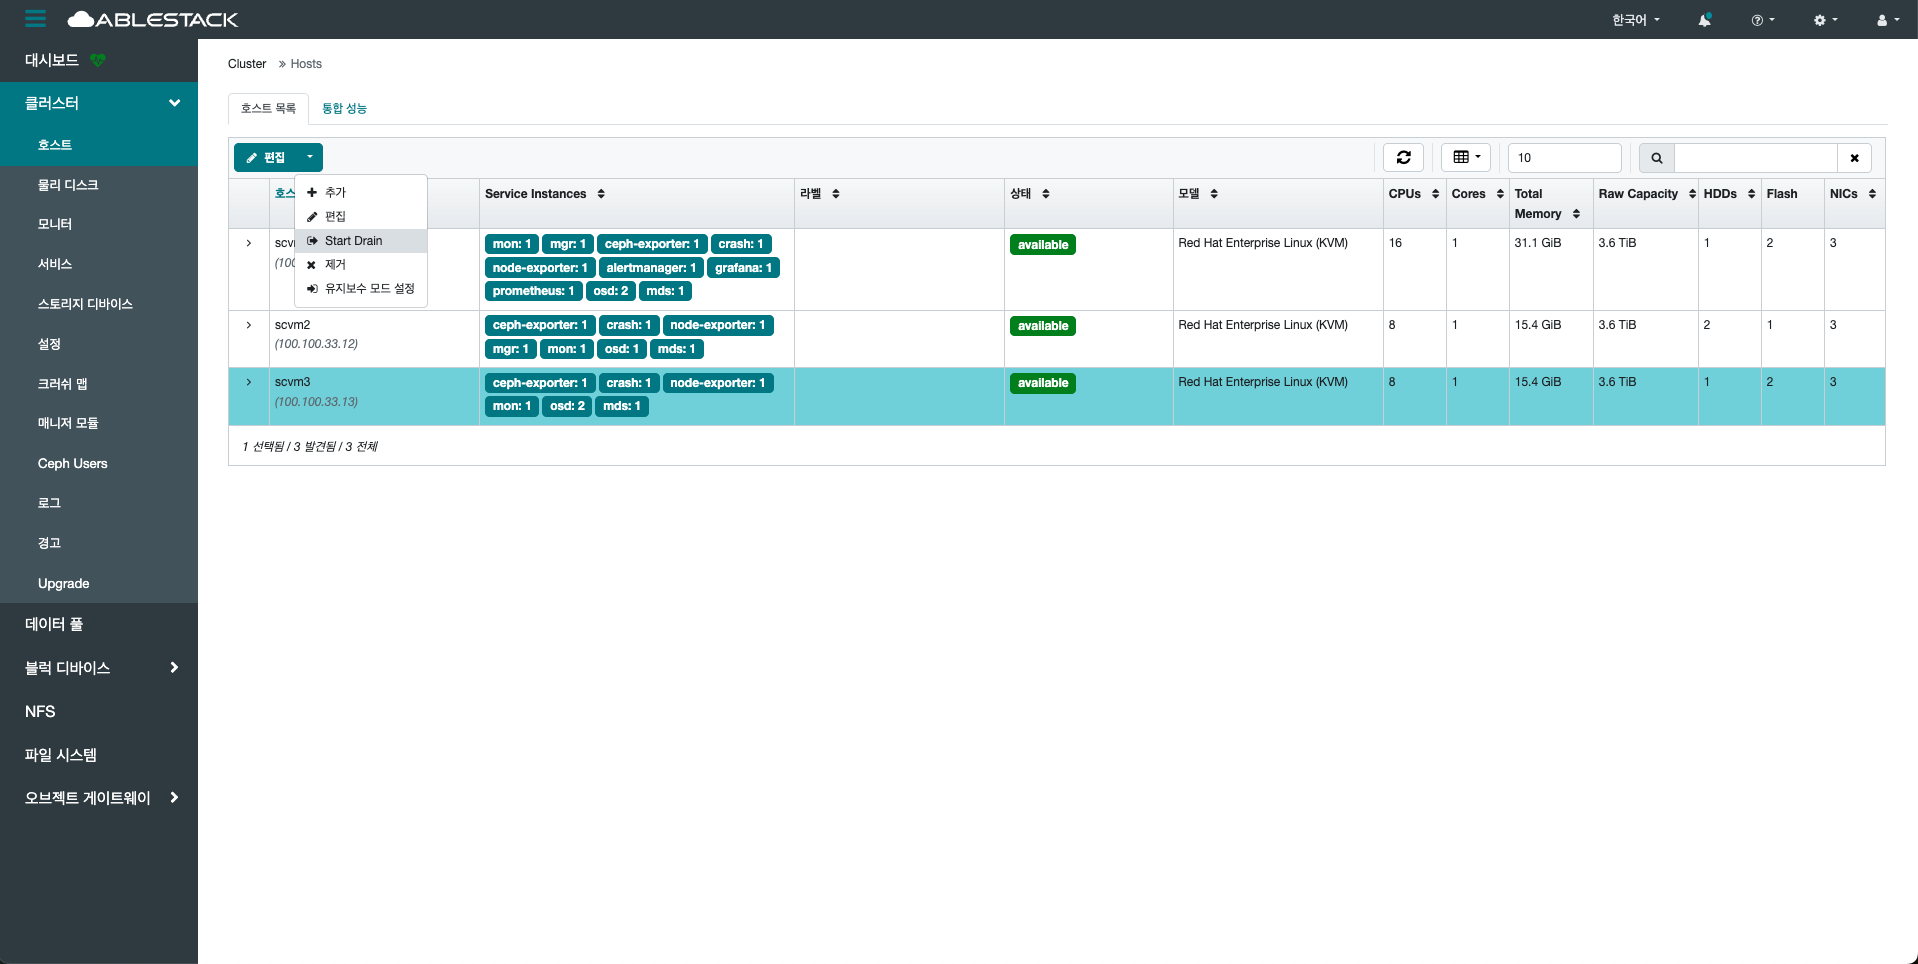 ABLESTACK
한국어
대시보드
클러스터
호스트
물리 디스크
모니터
서비스
스토리지 디바이스
설정
크러쉬 맵
매니저 모듈
Ceph Users
로그
경고
Upgrade
데이터 풀
블럭 디바이스
NFS
파일 시스템
오브젝트 게이트웨이
Cluster » Hosts
호스트 목록 통합 성능
편집
10
추가
편집
Start Drain
제거
유지보수 모드 설정
호스 Service Instances 라벨 상태 모델 CPUs Cores Total Memory Raw Capacity HDDs Flash NICs
mon: 1 mgr: 1 ceph-exporter: 1 crash: 1 available Red Hat Enterprise Linux (KVM) 16 1 31.1 GiB 3.6 TiB 1 2 3
(100
node-exporter: 1 alertmanager: 1 grafana: 1
prometheus: 1 osd: 2 mds: 1
scvm2 ceph-exporter: 1 crash: 1 node-exporter: 1 available Red Hat Enterprise Linux (KVM) 8 1 15.4 GiB 3.6 TiB 2 1 3
(100.100.33.12) mgr: 1 mon: 1 osd: 1 mds: 1
scvm3 ceph-exporter: 1 crash: 1 node-exporter: 1 available Red Hat Enterprise Linux (KVM) 8 1 15.4 GiB 3.6 TiB 1 2 3
(100.100.33.13) mon: 1 osd: 2 mds: 1
1 선택됨 / 3 발견됨 / 3 전체